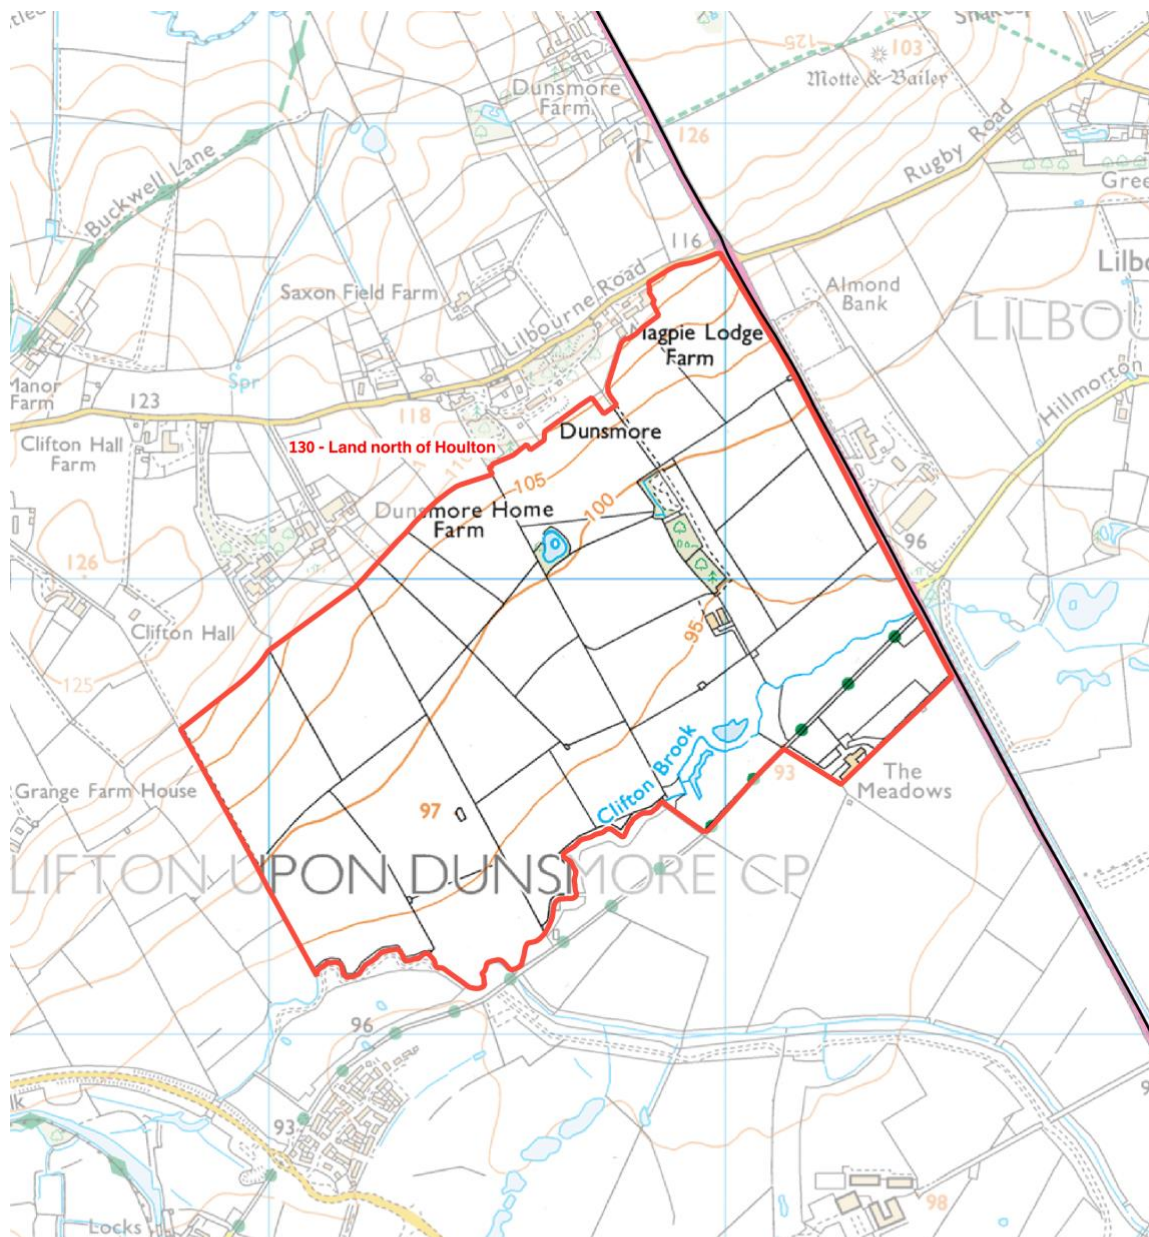 125
103
Motte & Bailey
Dunsmore
Farm
126
Rugby Road
Gree
Buckwell Lane
116
Lilbo
Saxon Field Farm
Lilbourne Road
Almond
Bank
LILBOU
agpie Lodge
Farm
Spr
Manor
Farm
123
118
Hillmorton
Clifton Hall
Farm
130 - Land north of Houlton
Dunsmore
105
100
Dunsmore Home
Farm
96
126
Clifton Hall
95
125
Clifton Brook
93
The
Meadows
Grange Farm House
97
LIFTON UPON DUNSMORE CP
96
93
98
Locks